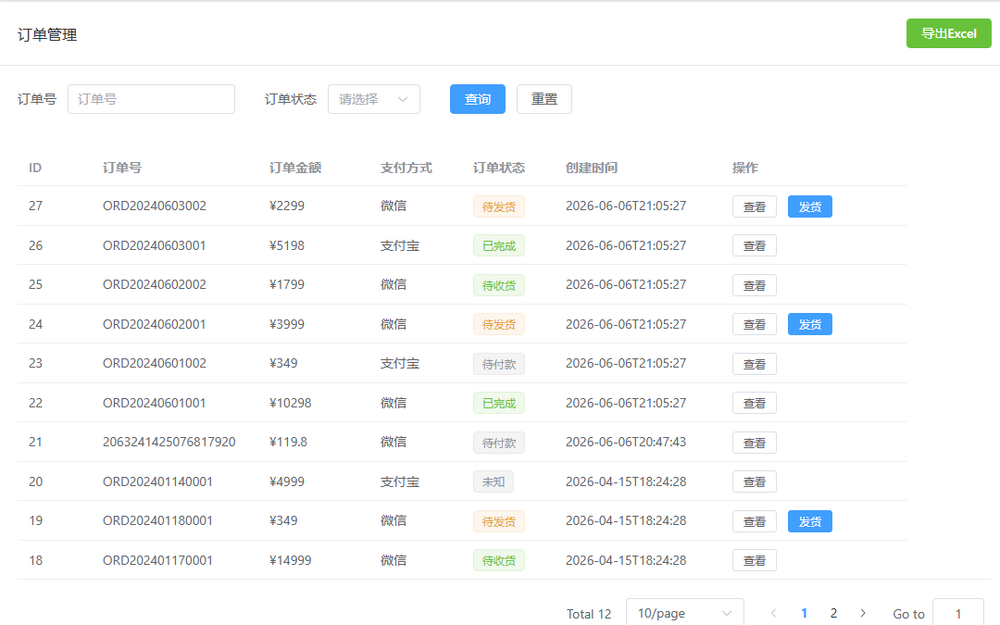 订单管理 导出Excel
订单号 订单号 订单状态 请选择 查询 重置
ID 订单号 订单金额 支付方式 订单状态 创建时间 操作
27 ORD20240603002 ¥2299 微信 待发货 2026-06-06T21:05:27 查看 发货
26 ORD20240603001 ¥5198 支付宝 已完成 2026-06-06T21:05:27 查看
25 ORD20240602002 ¥1799 微信 待收货 2026-06-06T21:05:27 查看
24 ORD20240602001 ¥3999 微信 待发货 2026-06-06T21:05:27 查看 发货
23 ORD20240601002 ¥349 支付宝 待付款 2026-06-06T21:05:27 查看
22 ORD20240601001 ¥10298 微信 已完成 2026-06-06T21:05:27 查看
21 2063241425076817920 ¥119.8 微信 待付款 2026-06-06T20:47:43 查看
20 ORD202401140001 ¥4999 支付宝 未知 2026-04-15T18:24:28 查看
19 ORD202401180001 ¥349 微信 待发货 2026-04-15T18:24:28 查看 发货
18 ORD202401170001 ¥14999 微信 待收货 2026-04-15T18:24:28 查看
Total 12 10/page 1 2 Go to 1